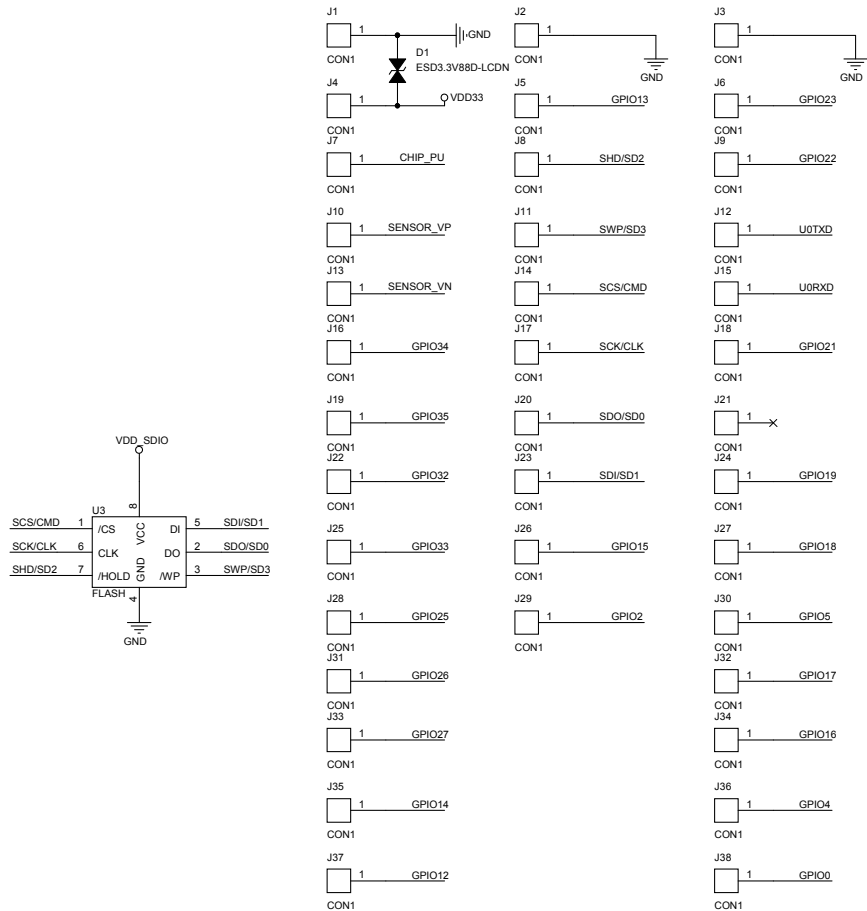 J1
1
GND
CON1
D1
ESD3.3V88D-LCDN
J2
1
CON1
GND
J3
1
CON1
GND
J4
1
VDD33
CON1
J5
1
GPIO13
CON1
J6
1
GPIO23
CON1
J7
1
CHIP_PU
CON1
J8
1
SHD/SD2
CON1
J9
1
GPIO22
CON1
J10
1
SENSOR_VP
CON1
J11
1
SWP/SD3
CON1
J12
1
U0TXD
CON1
J13
1
SENSOR_VN
CON1
J14
1
SCS/CMD
CON1
J15
1
U0RXD
CON1
J16
1
GPIO34
CON1
J17
1
SCK/CLK
CON1
J18
1
GPIO21
CON1
J19
1
GPIO35
CON1
J20
1
SDO/SD0
CON1
J21
1
CON1
J22
1
GPIO32
CON1
J23
1
SDI/SD1
CON1
J24
1
GPIO19
CON1
J25
1
GPIO33
CON1
J26
1
GPIO15
CON1
J27
1
GPIO18
CON1
J28
1
GPIO25
CON1
J29
1
GPIO2
CON1
J30
1
GPIO5
CON1
J31
1
GPIO26
CON1
J32
1
GPIO17
CON1
J33
1
GPIO27
CON1
J34
1
GPIO16
CON1
J35
1
GPIO14
CON1
J36
1
GPIO4
CON1
J37
1
GPIO12
CON1
J38
1
GPIO0
CON1
VDD_SDIO
U3
8
VCC
SCS/CMD 1 /CS DI 5 SDI/SD1
SCK/CLK 6 CLK DO 2 SDO/SD0
SHD/SD2 7 /HOLD /WP 3 SWP/SD3
GND
FLASH
4
GND